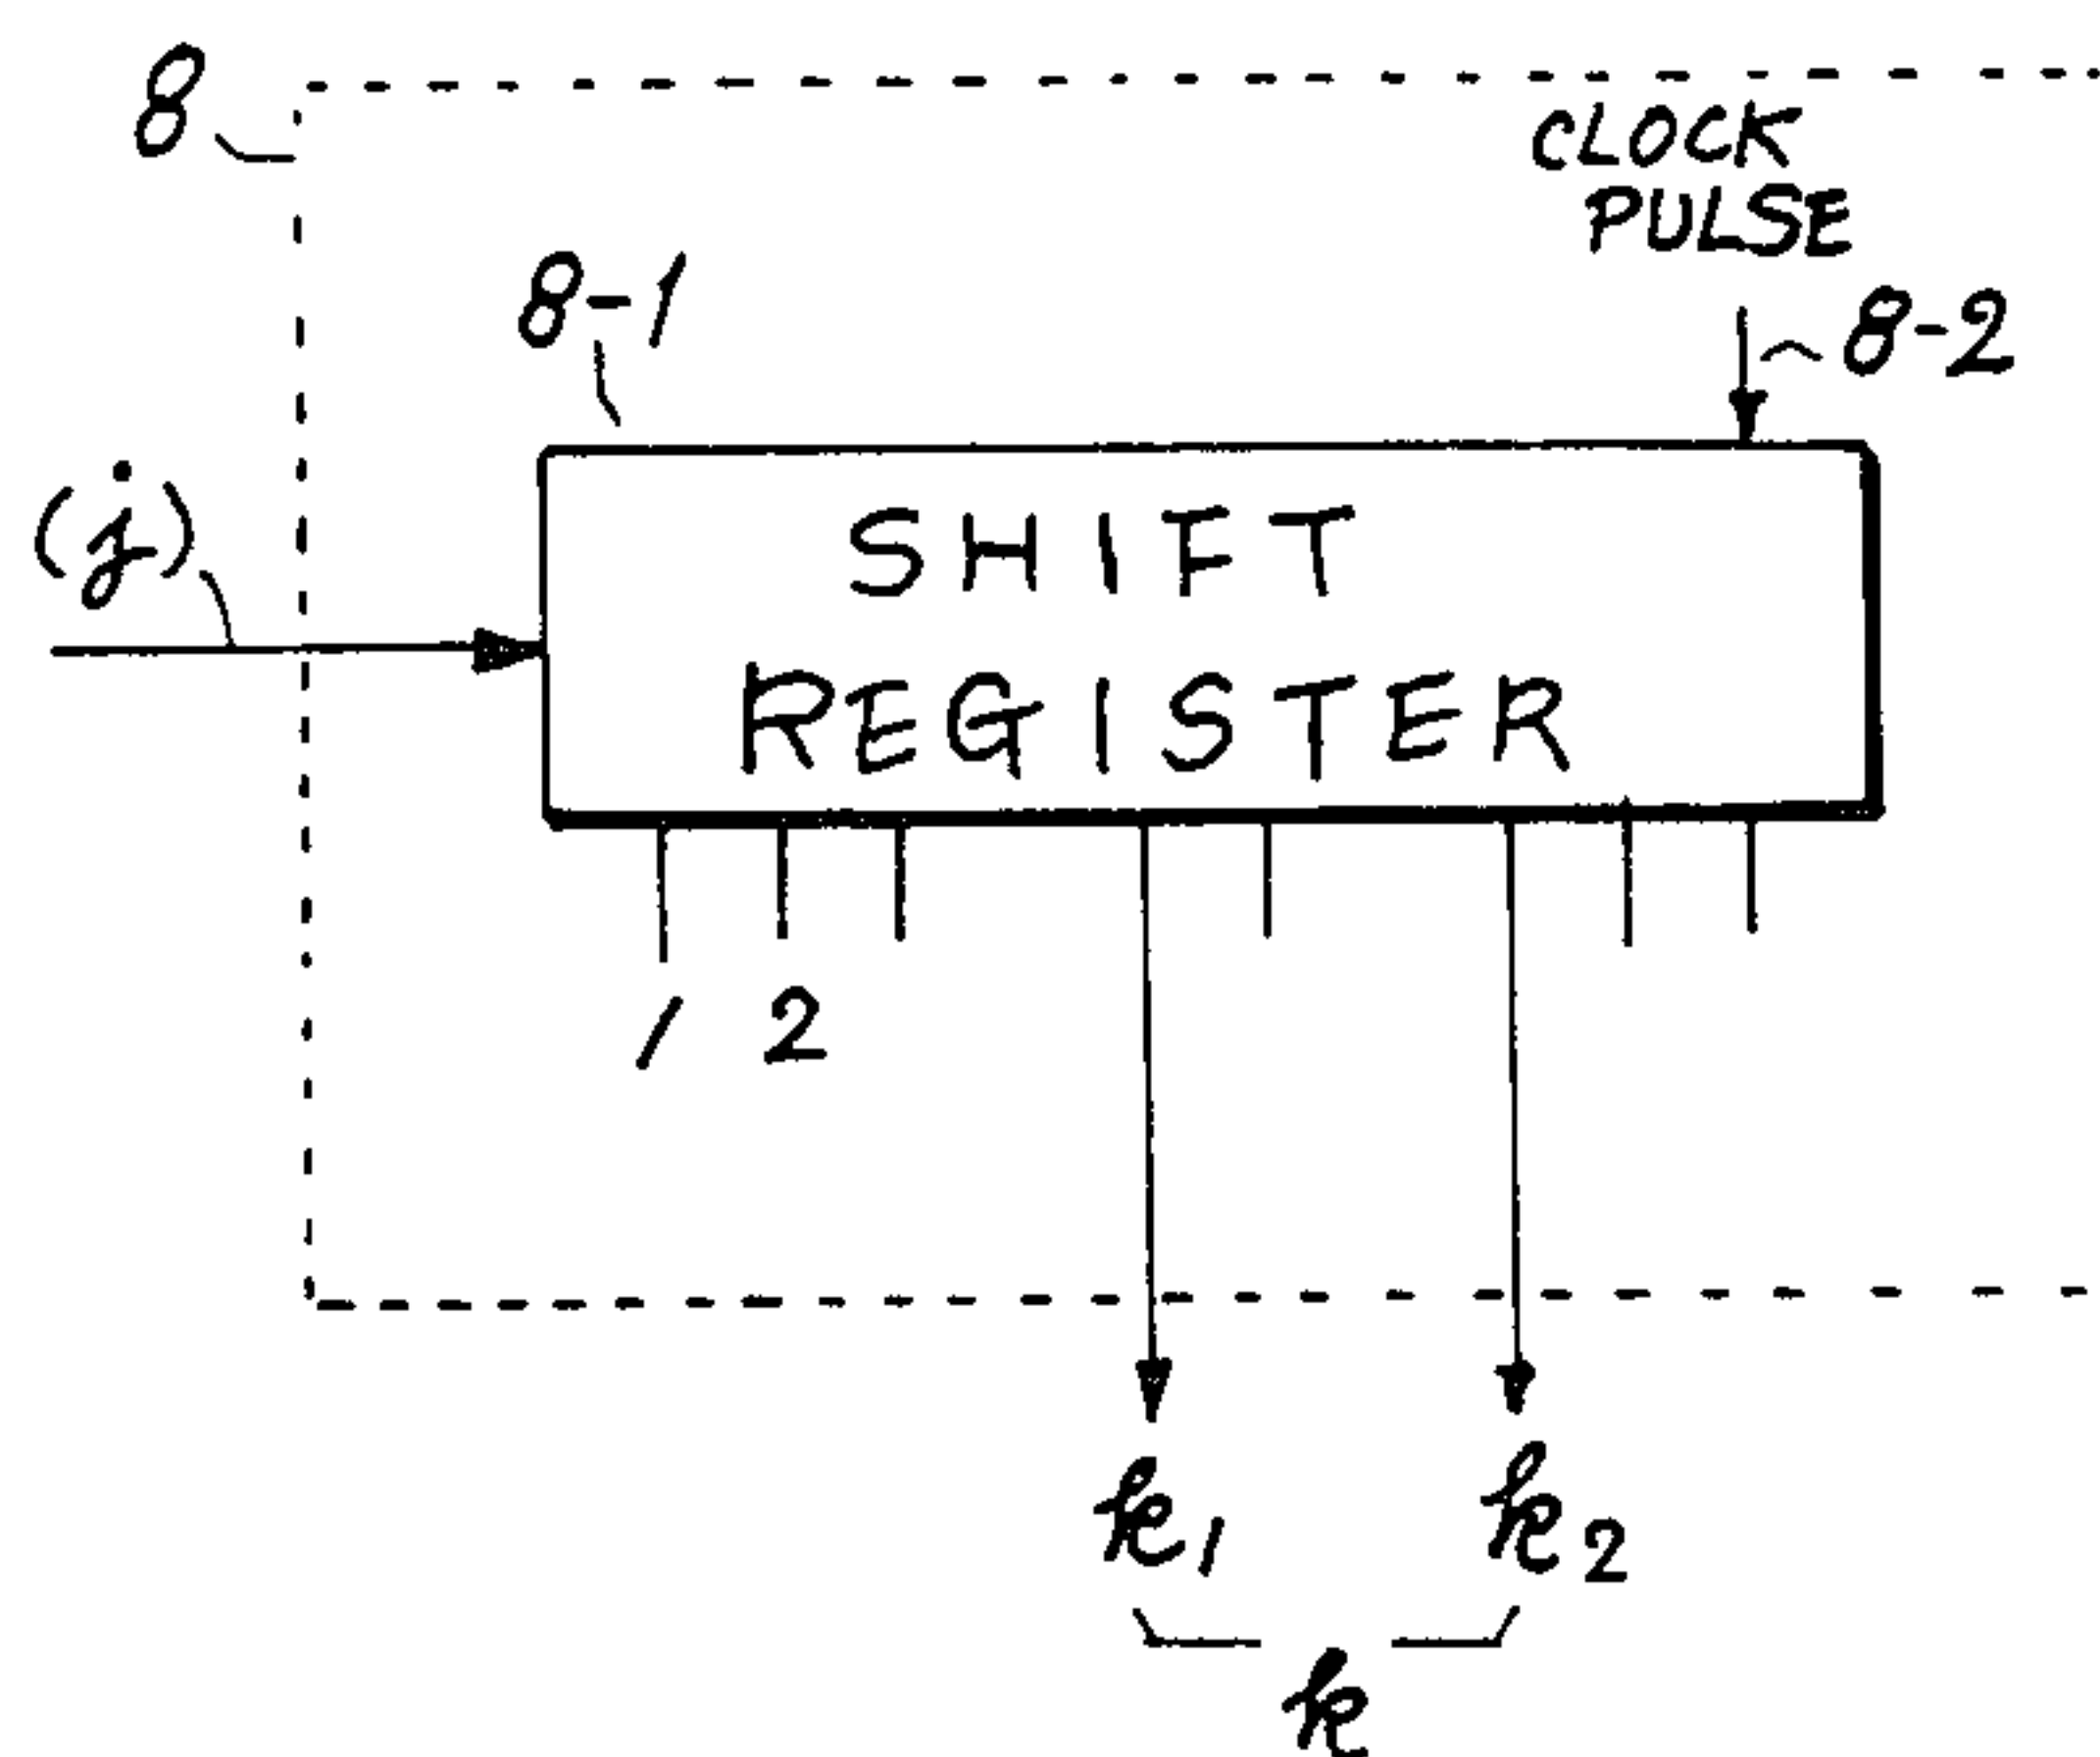 8
CLOCK
PULSE
8-1
8-2
(j)
SHIFT
REGISTER
1 2
k1 k2
k